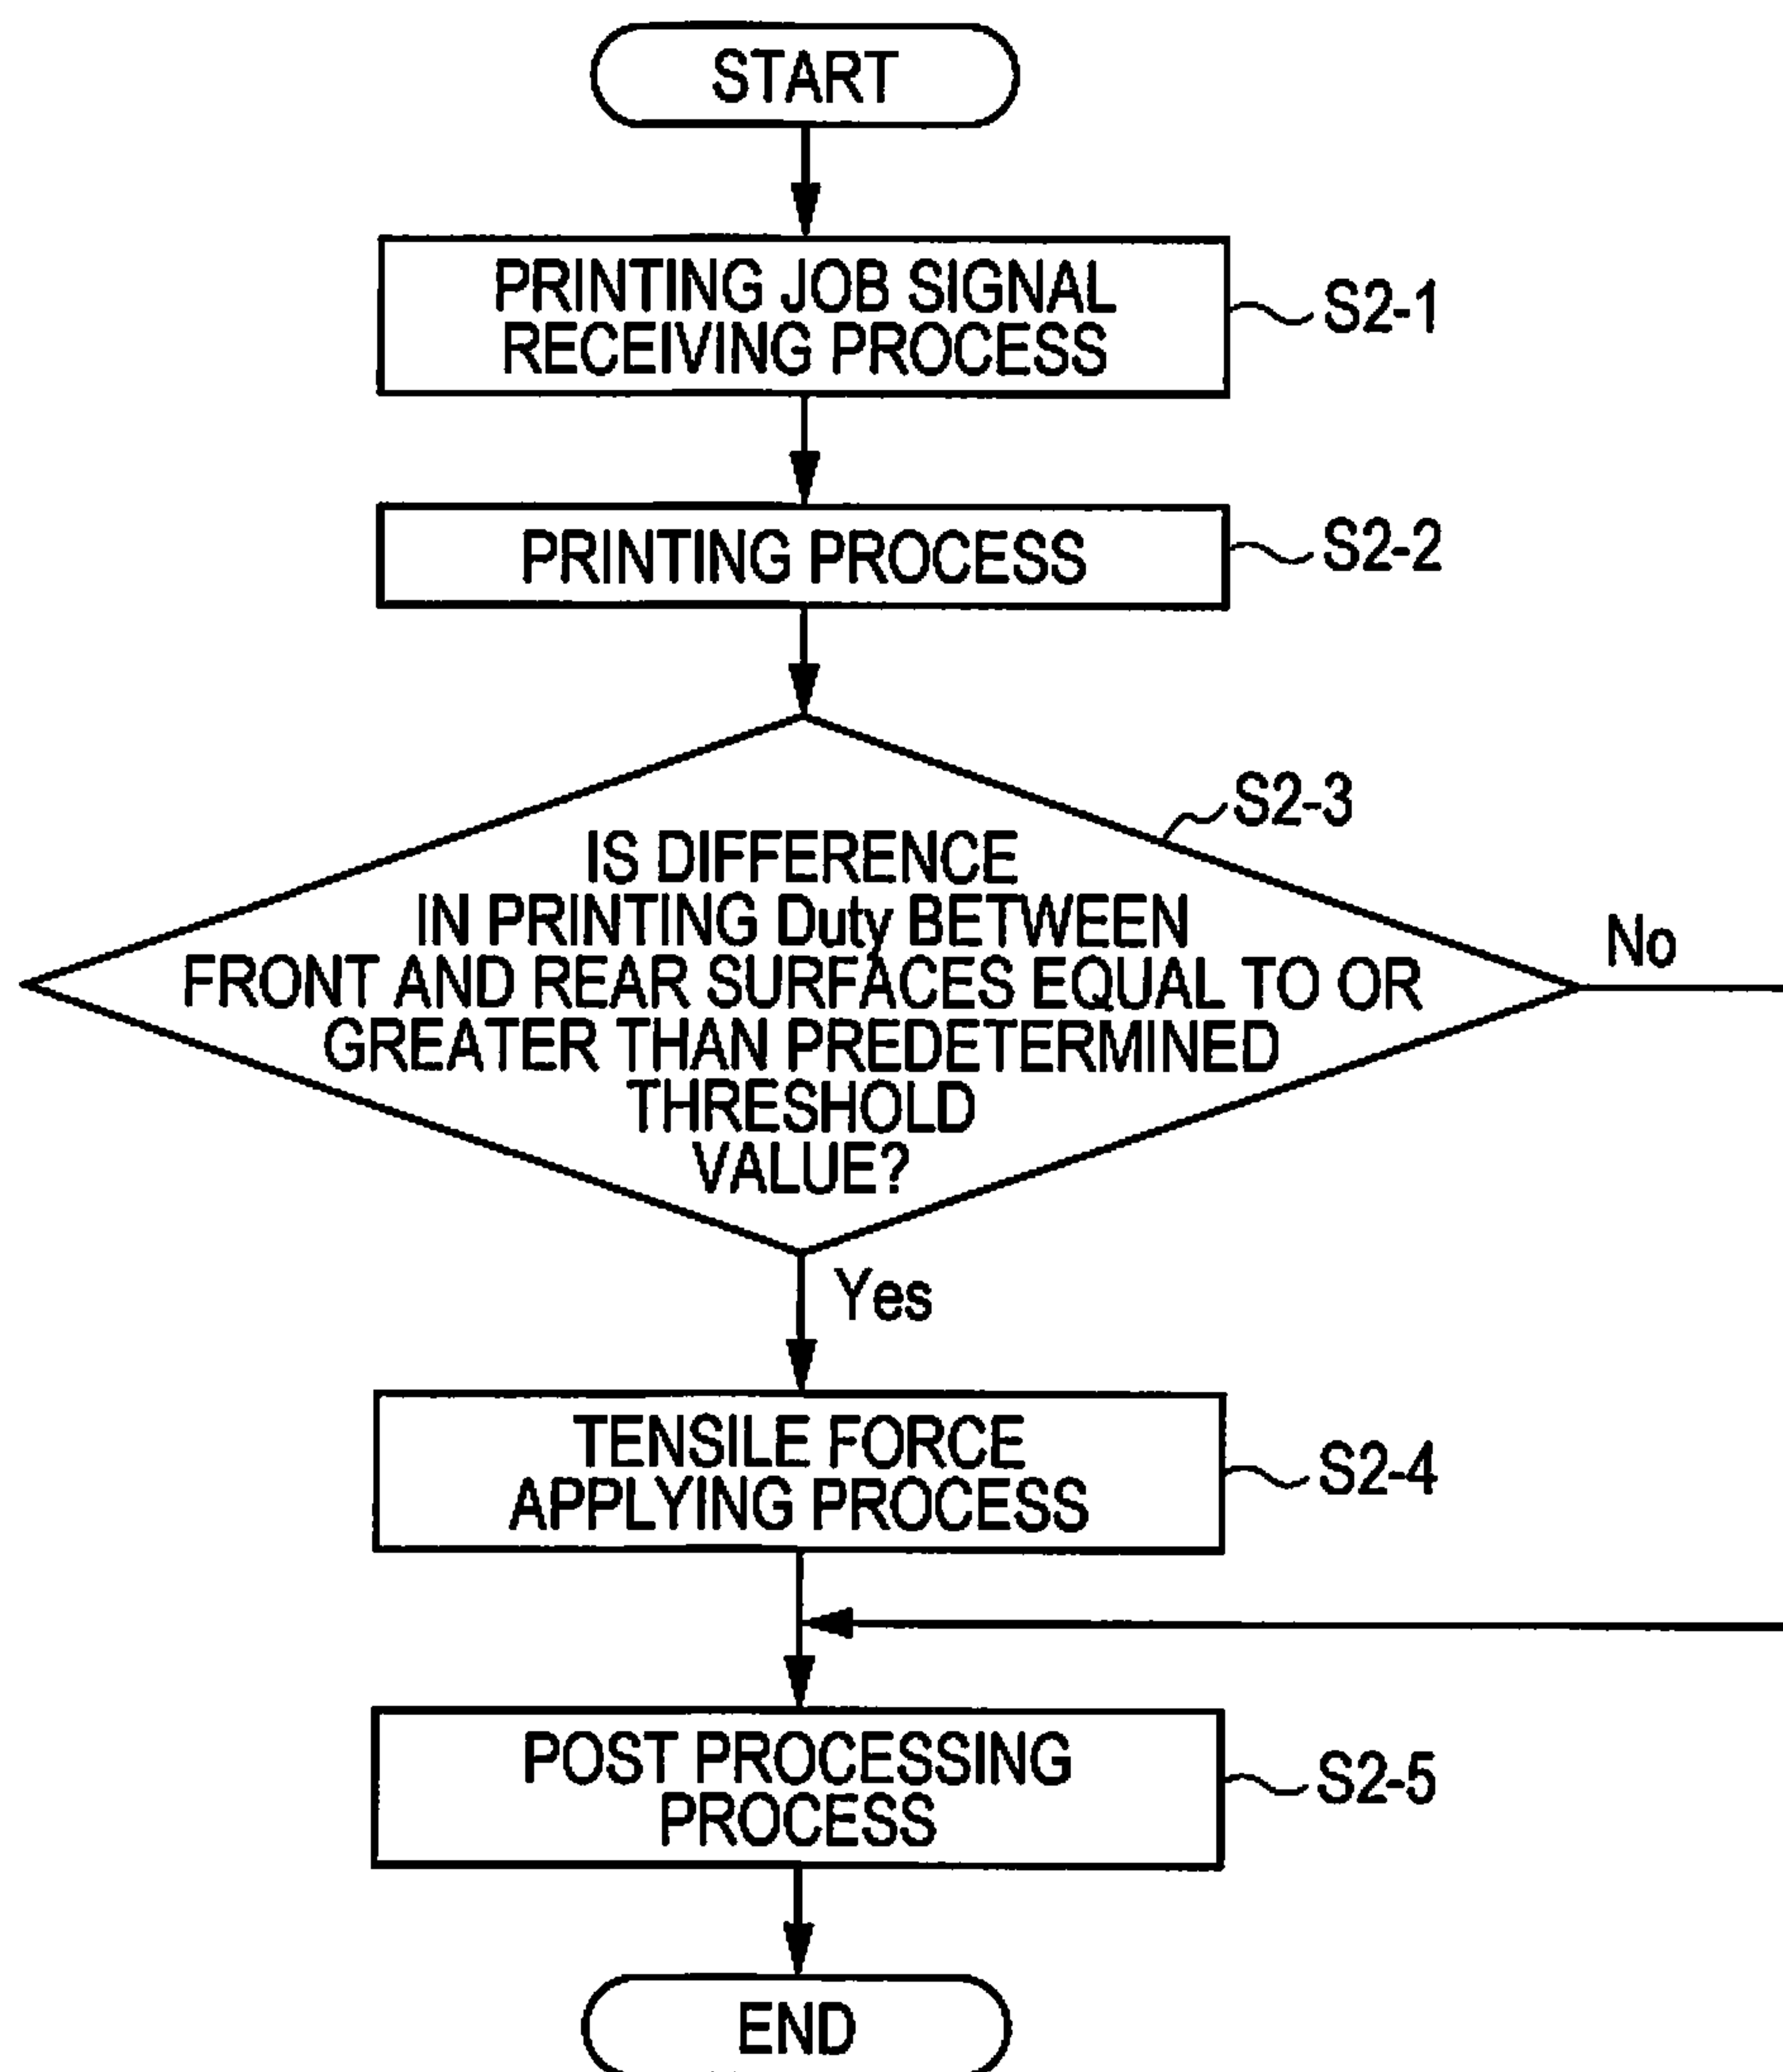 START
PRINTING JOB SIGNAL
RECEIVING PROCESS
S2-1
PRINTING PROCESS
S2-2
S2-3
IS DIFFERENCE
IN PRINTING Duty BETWEEN
FRONT AND REAR SURFACES EQUAL TO OR
GREATER THAN PREDETERMINED
THRESHOLD
VALUE?
No
Yes
TENSILE FORCE
APPLYING PROCESS
S2-4
POST PROCESSING
PROCESS
S2-5
END